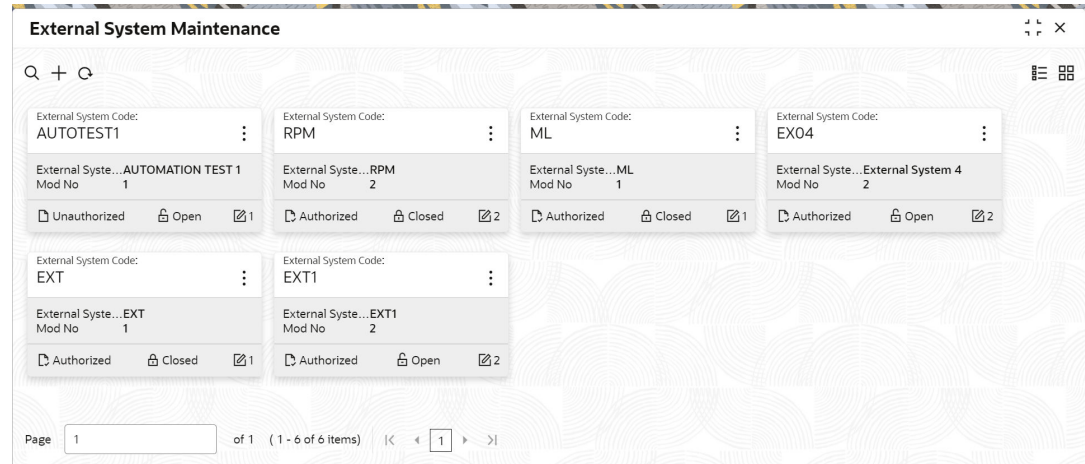 External System Maintenance
External System Code:
AUTOTEST1
External Syste...AUTOMATION TEST 1
Mod No 1
Unauthorized Open 1
External System Code:
RPM
External Syste...RPM
Mod No 2
Authorized Closed 2
External System Code:
ML
External Syste...ML
Mod No 1
Authorized Closed 1
External System Code:
EX04
External Syste...External System 4
Mod No 2
Authorized Open 2
External System Code:
EXT
External Syste...EXT
Mod No 1
Authorized Closed 1
External System Code:
EXT1
External Syste...EXT1
Mod No 2
Authorized Open 2
Page 1 of 1 ( 1 - 6 of 6 items) 1